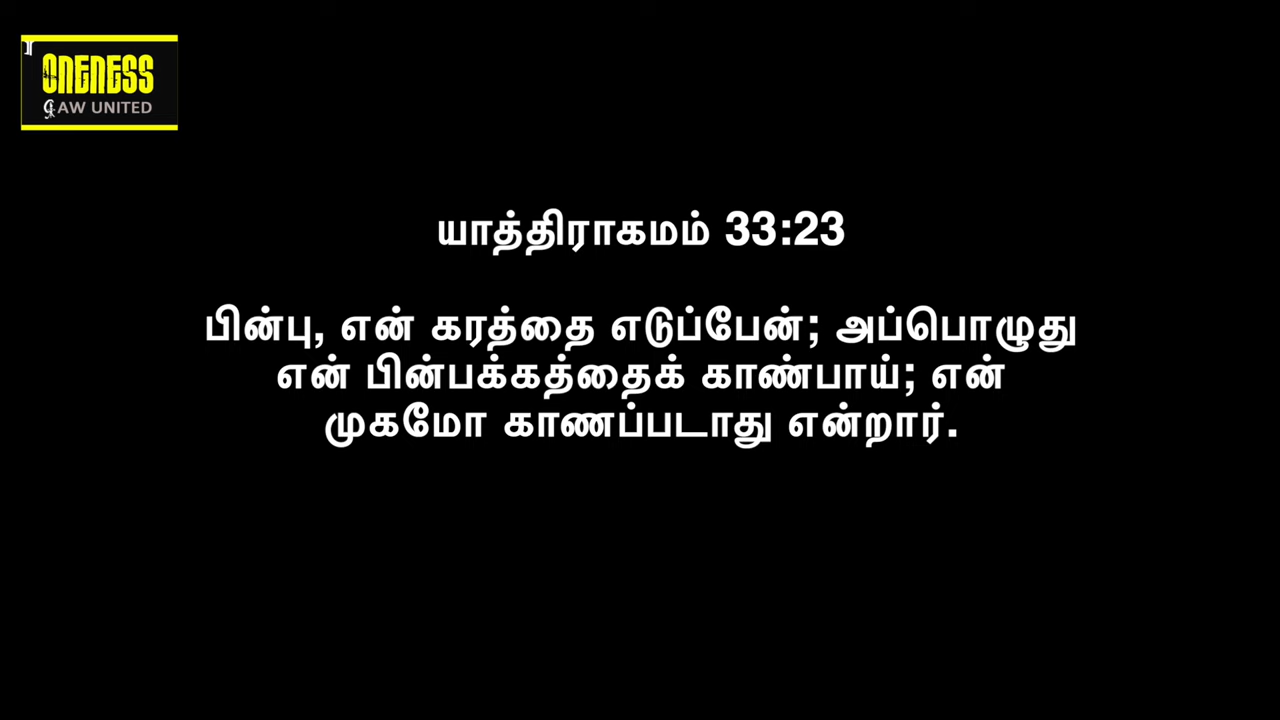 ONENESS
AW UNITED
யாத்திராகமம் 33:23
பின்பு, என் கரத்தை எடுப்பேன்; அப்பொழுது
என் பின்பக்கத்தைக் காண்பாய்; என்
முகமோ காணப்படாது என்றார்.